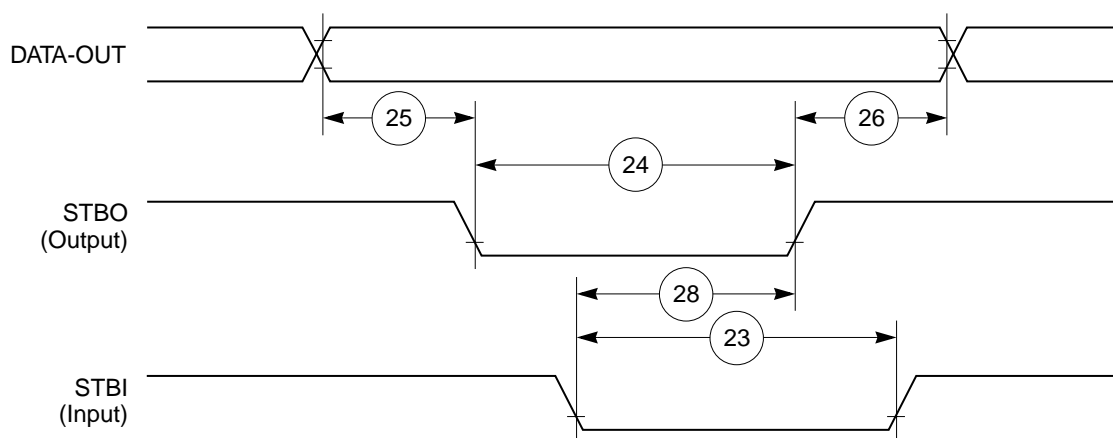 DATA-OUT
25
26
24
STBO
(Output)
28
23
STBI
(Input)